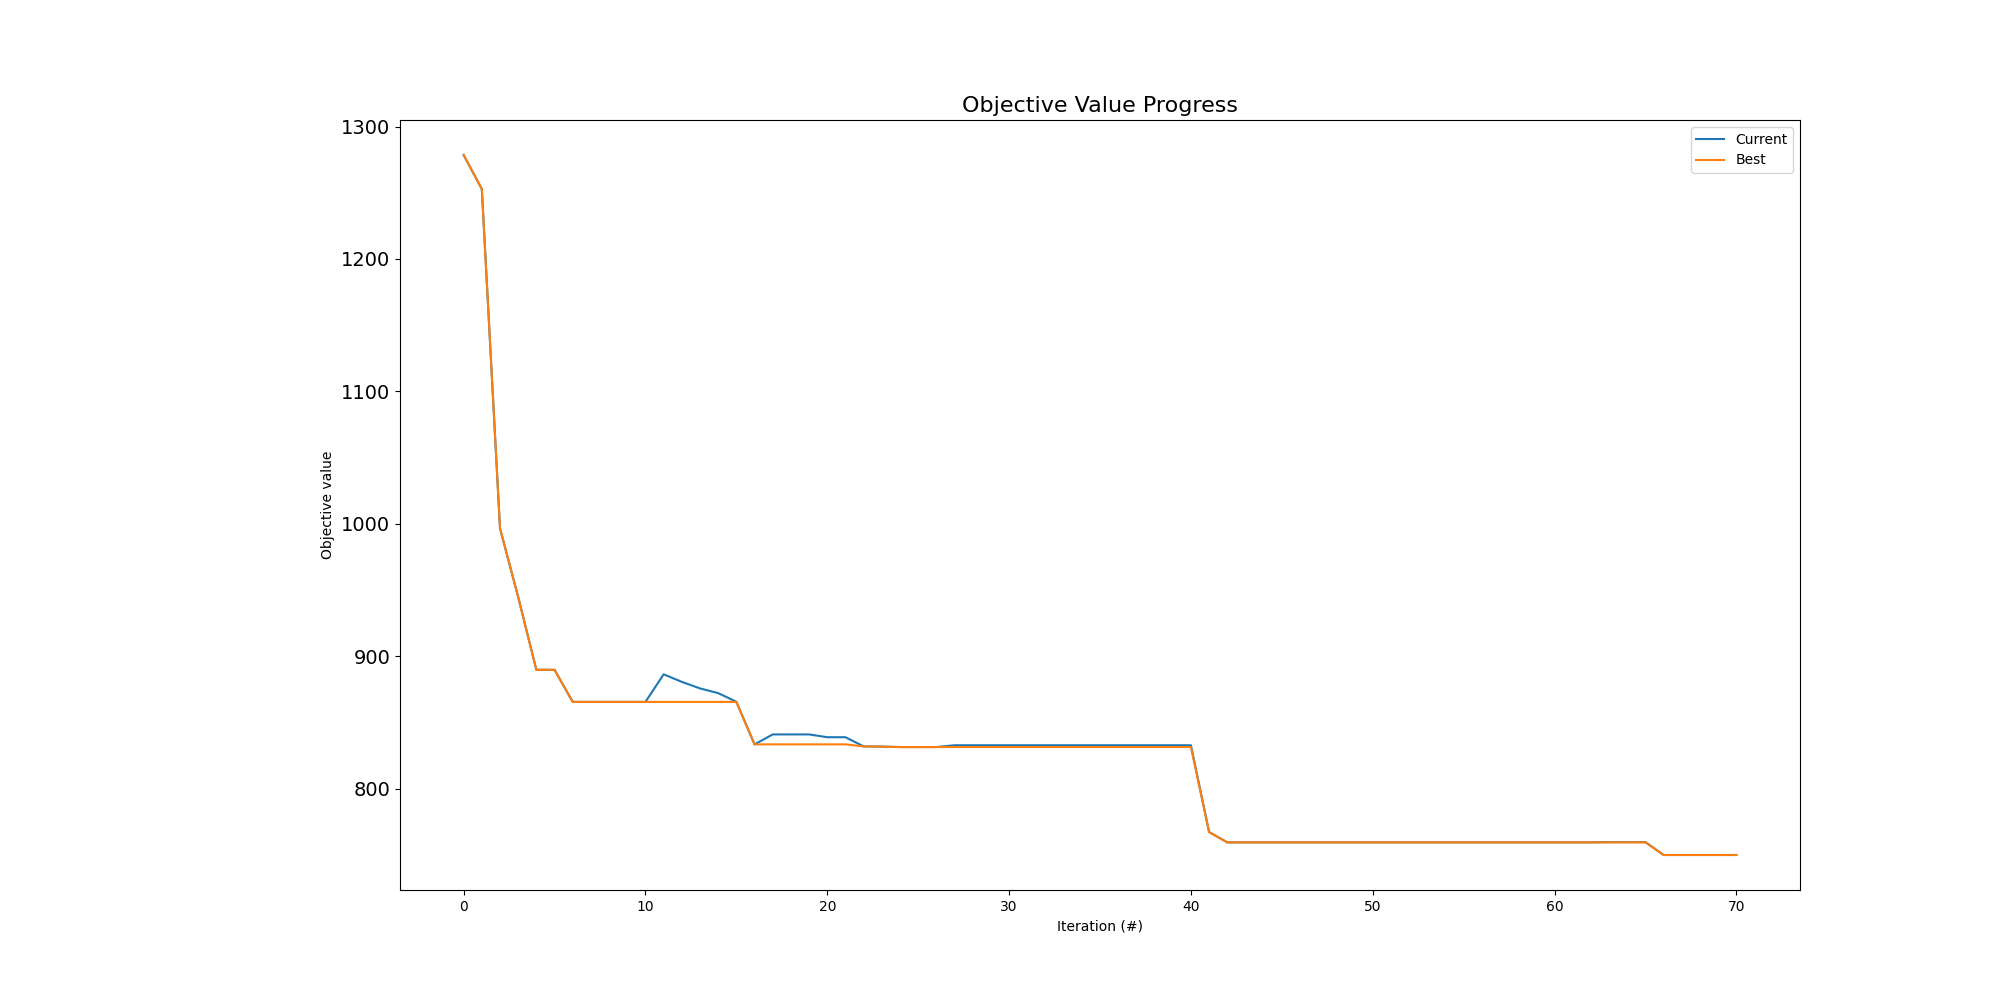 Objective Value Progress
1300
1200
1100
1000
900
800
Objective value
Current
Best
0 10 20 30 40 50 60 70
Iteration (#)